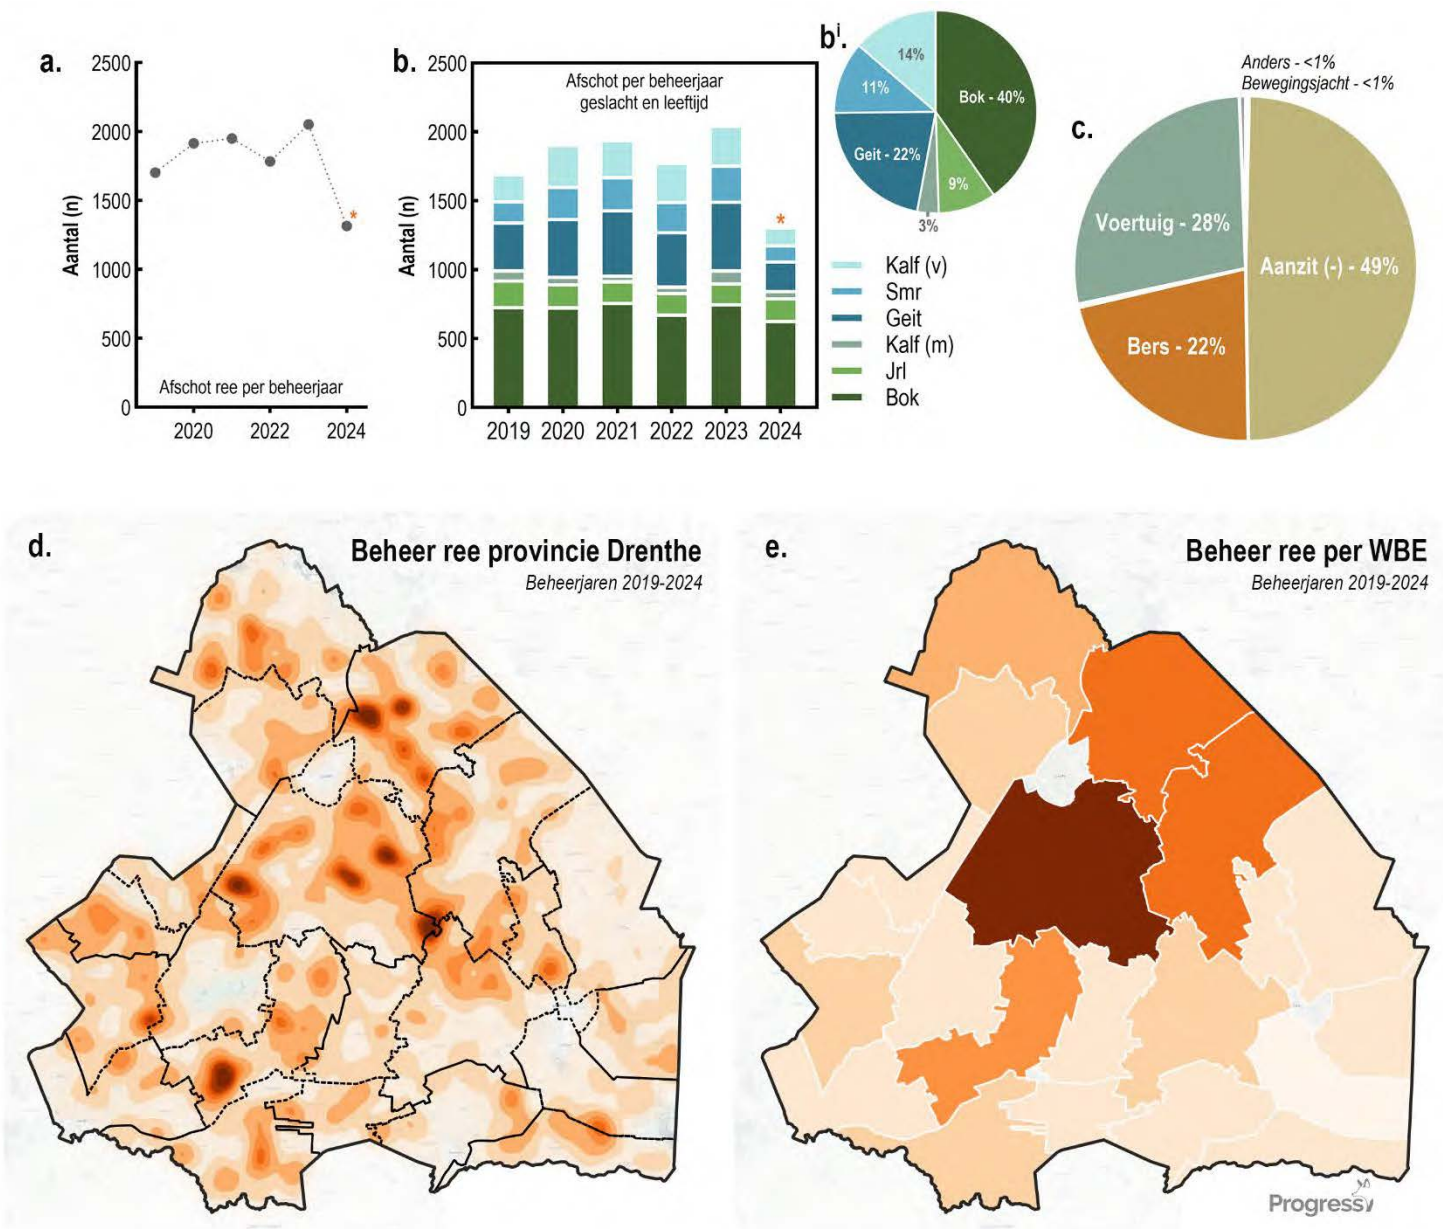 a.
2500
2000
1500
1000
500
0
Aantal (n)
*
Afschot ree per beheerjaar
2020
2022
2024
b.
2500
2000
1500
1000
500
0
Aantal (n)
Afschot per beheerjaar
geslacht en leeftijd
*
2019
2020
2021
2022
2023
2024
bi.
14%
11%
Bok - 40%
Geit - 22%
9%
3%
Kalf (v)
Smr
Geit
Kalf (m)
Jrl
Bok
c.
Anders - <1%
Bewegingsjacht - <1%
Voertuig - 28%
Aanzit (-) - 49%
Bers - 22%
d.
Beheer ree provincie Drenthe
Beheerjaren 2019-2024
e.
Beheer ree per WBE
Beheerjaren 2019-2024
Progressv